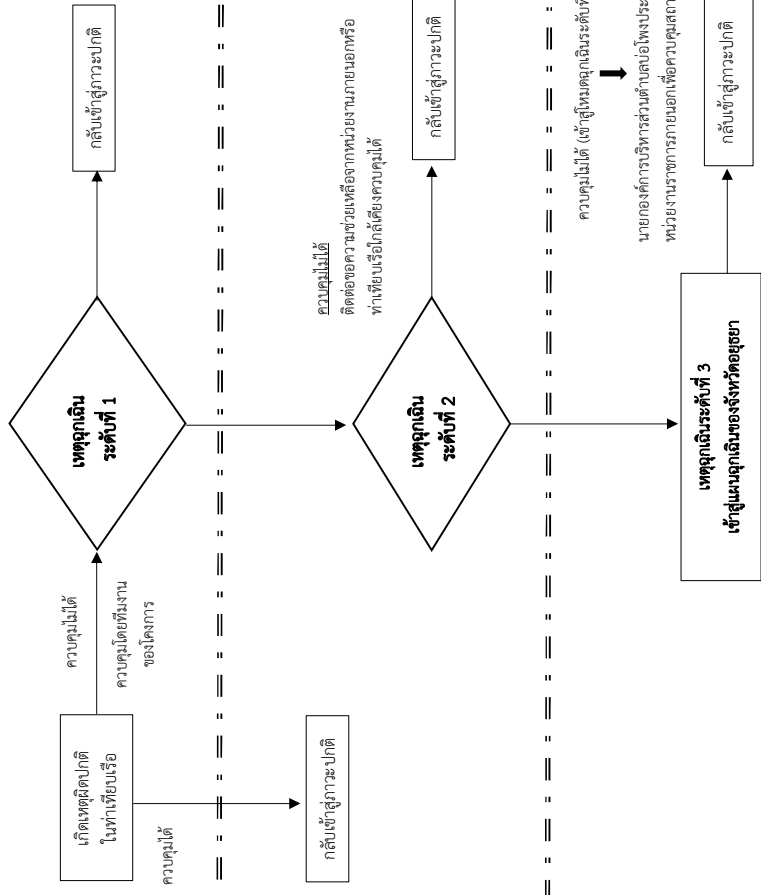 เกิดเหตุผิดปกติ
ในท่าเทียบเรือ
ควบคุมได้
กลับเข้าสู่ภาวะปกติ
ควบคุมไม่ได้
ควบคุมโดยทีมงาน
ของโครงการ
เหตุฉุกเฉิน
ระดับที่ 1
กลับเข้าสู่ภาวะปกติ
ควบคุมไม่ได้
ติดต่อขอความช่วยเหลือจากหน่วยงานภายนอกหรือ
ท่าเทียบเรือใกล้เคียงควบคุมได้
เหตุฉุกเฉิน
ระดับที่ 2
กลับเข้าสู่ภาวะปกติ
ควบคุมไม่ได้ (เข้าสู่โหมดฉุกเฉินระดับที่
นายกองค์การบริหารส่วนตำบลบ่อโพงประ
หน่วยงานราชการภายนอกเพื่อควบคุมสถา
เหตุฉุกเฉินระดับที่ 3
เข้าสู่แผนฉุกเฉินของจังหวัดอยุธยา
กลับเข้าสู่ภาวะปกติ